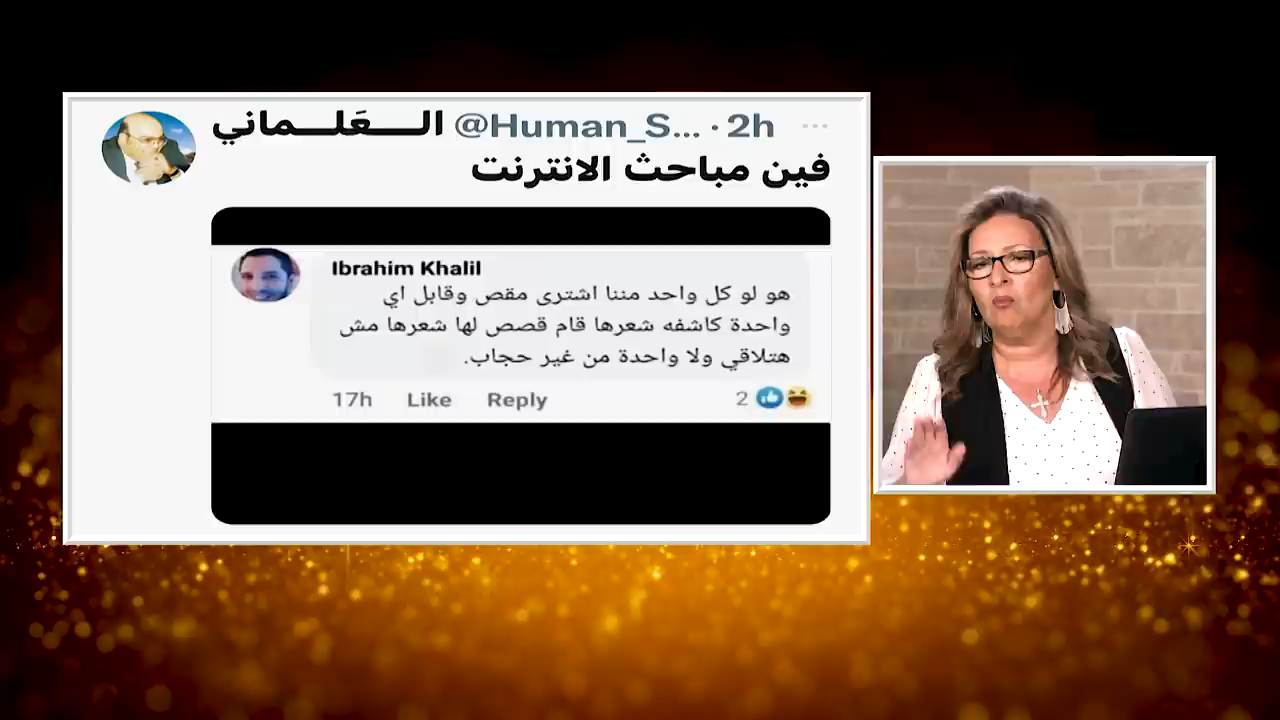 العَلماني @Human_S... · 2h
فين مباحث الانترنت
Ibrahim Khalil
هو لو كل واحد مننا اشترى مقص وقابل اي
واحدة كاشفه شعرها قام قصص لها شعرها مش
هتلاقي ولا واحدة من غير حجاب.
17h Like Reply 2